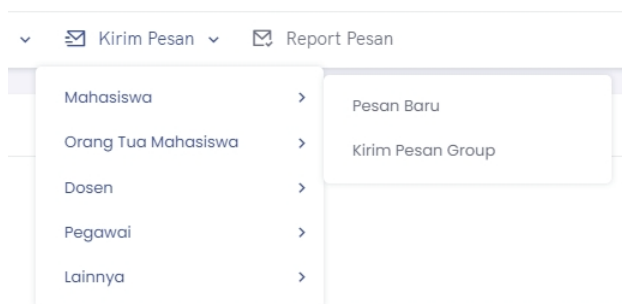 Kirim Pesan
Report Pesan
Mahasiswa
Pesan Baru
Kirim Pesan Group
Orang Tua Mahasiswa
Dosen
Pegawai
Lainnya